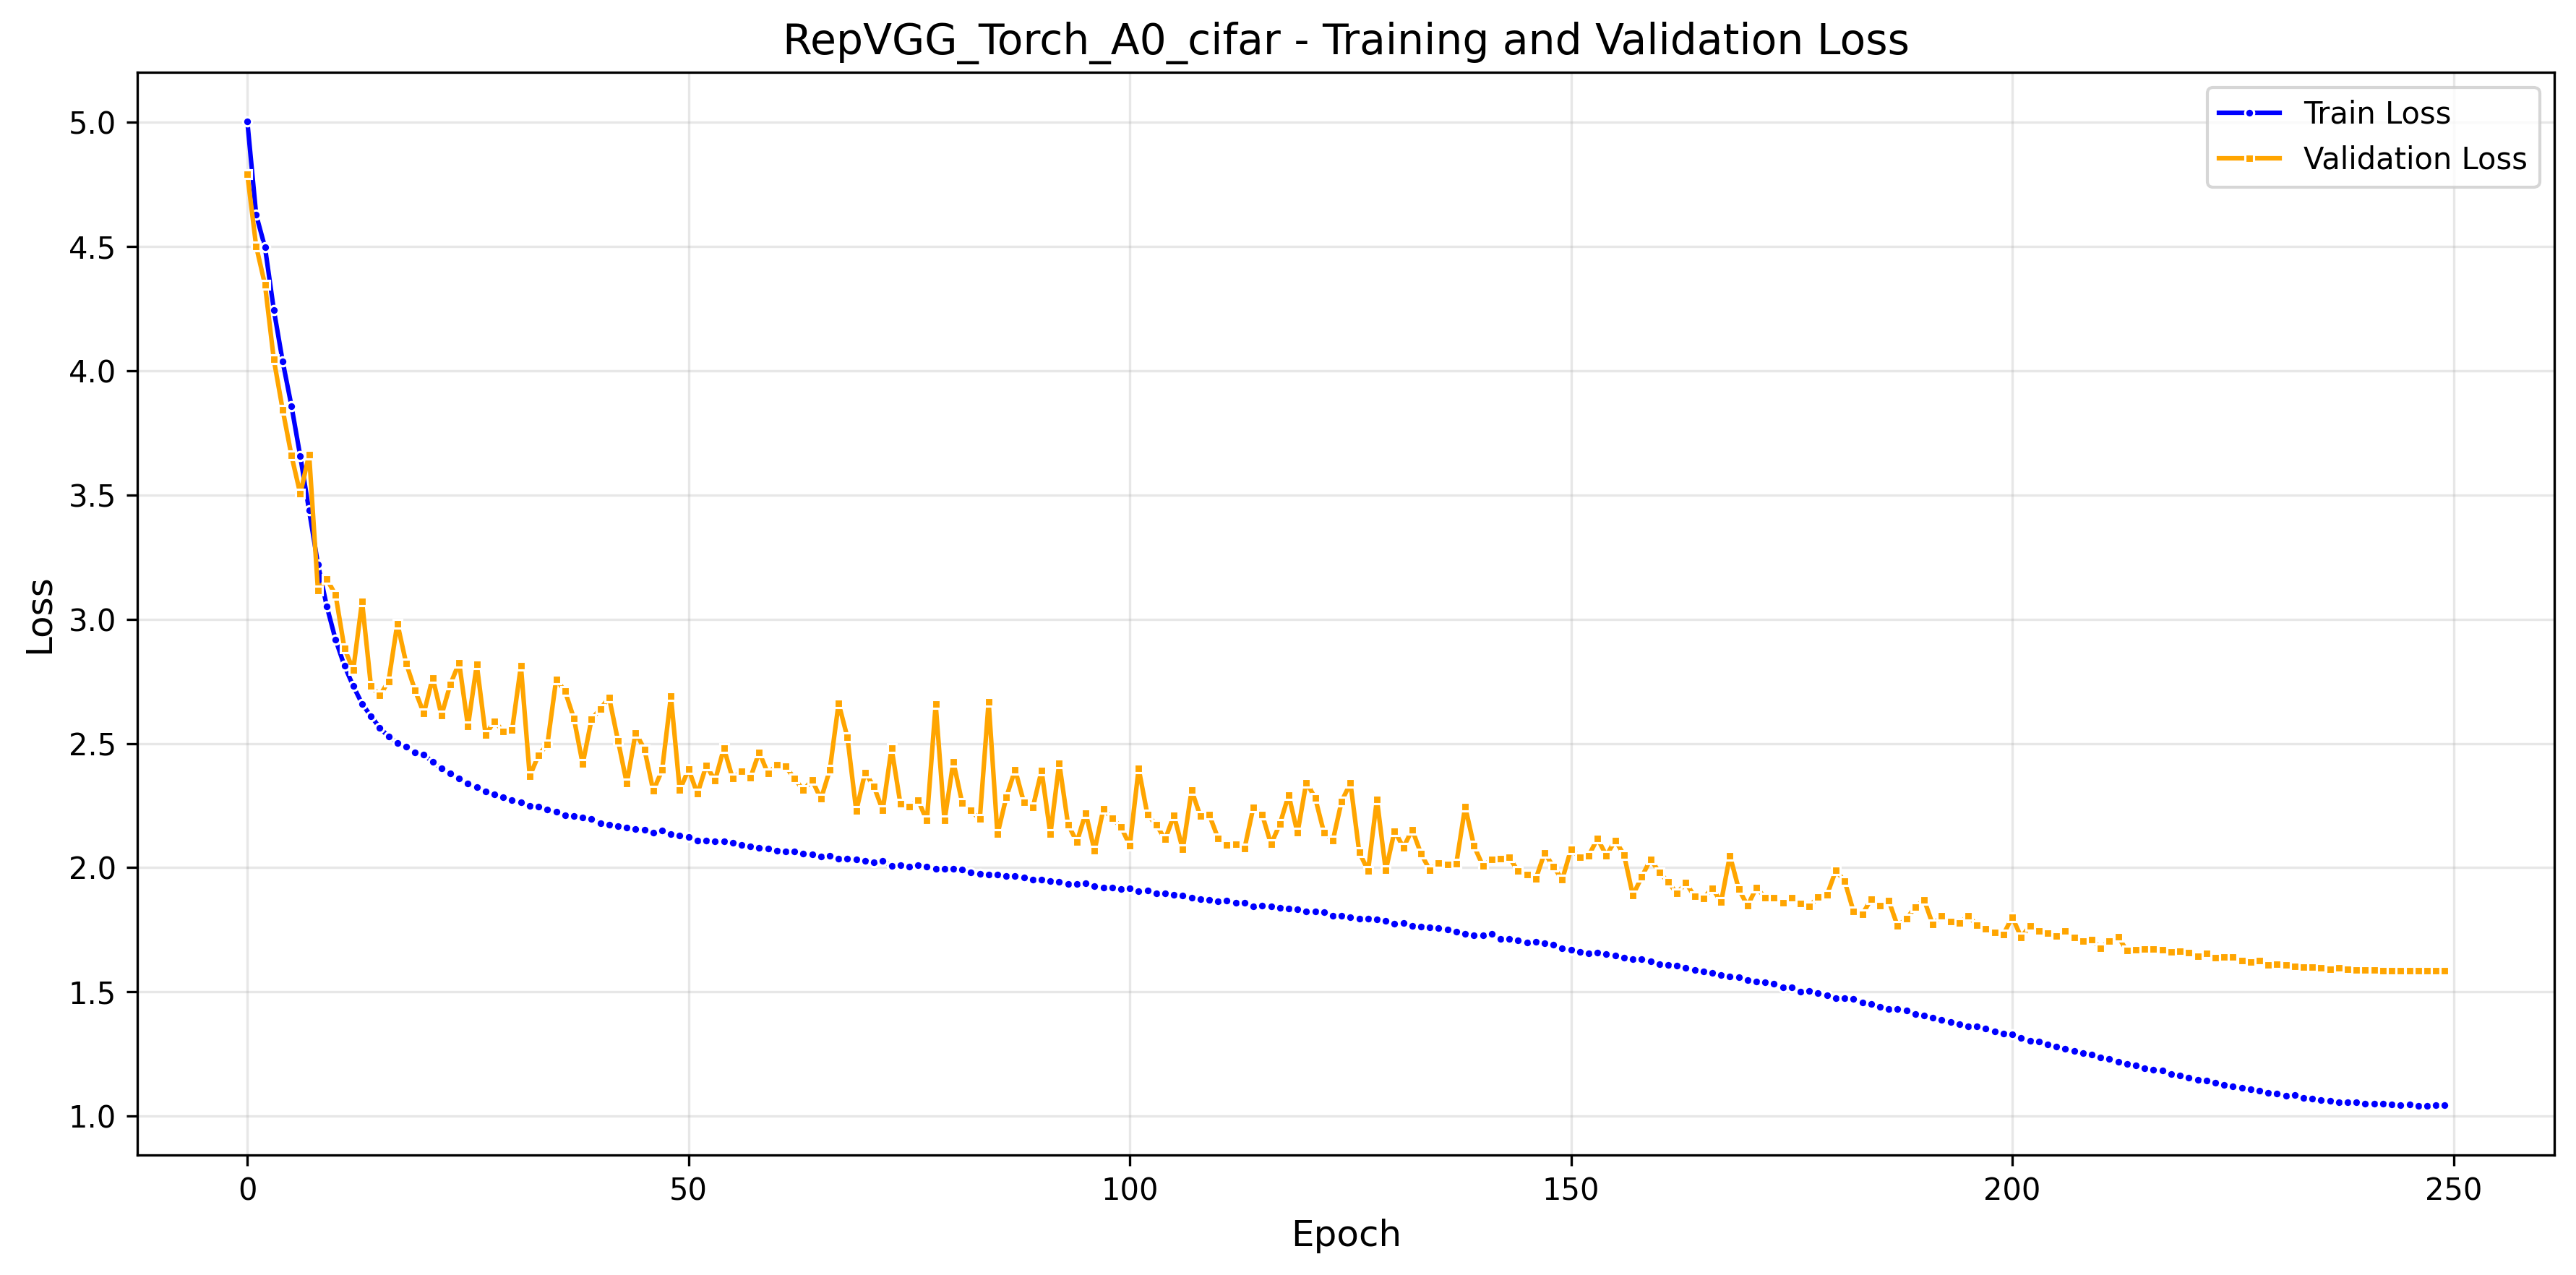 RepVGG_Torch_A0_cifar - Training and Validation Loss
Train Loss
Validation Loss
5.0
4.5
4.0
3.5
3.0
2.5
2.0
1.5
1.0
Loss
0 50 100 150 200 250
Epoch